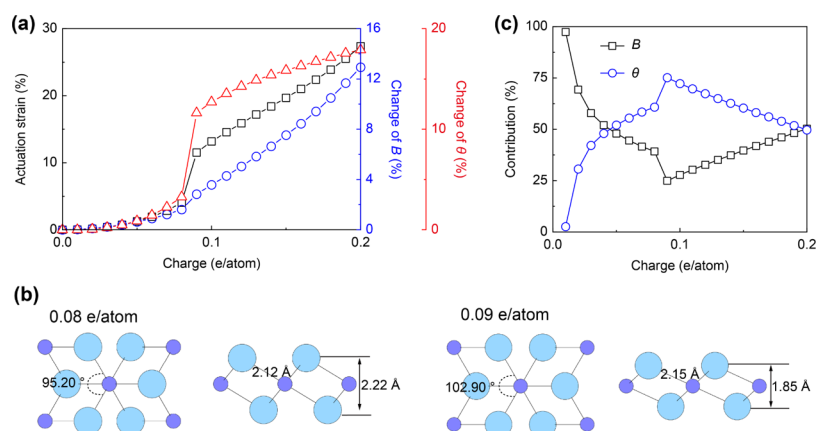 (a)
30
20
10
0
Actuation strain (%)
0.0
0.1
0.2
Charge (e/atom)
16
12
8
4
0
Change of B (%)
20
10
0
Change of θ (%)
(c)
100
75
50
25
0
Contribution (%)
B
θ
0.0
0.1
0.2
Charge (e/atom)
(b)
0.08 e/atom
95.20 °
2.12 Å
2.22 Å
0.09 e/atom
102.90 °
2.15 Å
1.85 Å